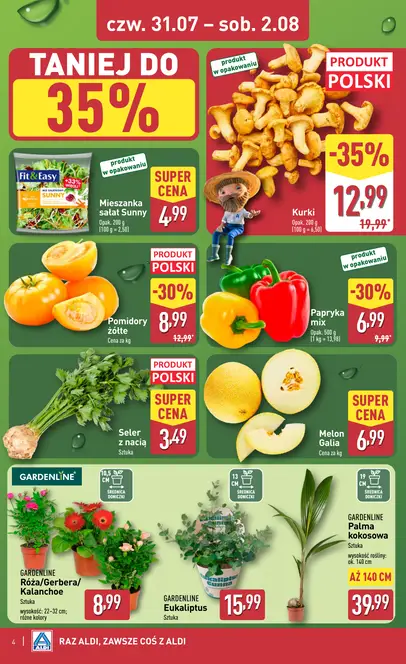 czw. 31.07 – sob. 2.08
TANIEJ DO
35%
produkt
w opakowaniu
PRODUKT
POLSKI
-35%
12,99
19,99*
Kurki
Opak. 200 g
(100 g = 6,50)
Fit&Easy
SUNNY
produkt
w opakowaniu
Mieszanka
sałat Sunny
Opak. 200 g
(100 g = 2,50)
SUPER
CENA
4,99
PRODUKT
POLSKI
-30%
Pomidory
żółte
Cena za kg
8,99
12,99*
produkt
w opakowaniu
-30%
Papryka
mix
Opak. 500 g
(1 kg = 13,98)
6,99
9,99*
PRODUKT
POLSKI
SUPER
CENA
Seler
z nacią
Sztuka
3,49
SUPER
CENA
Melon
Galia
Cena za kg
6,99
GARDENLINE
10,5
CM
ŚREDNICA
DONICZKI
GARDENLINE
Róża/Gerbera/
Kalanchoe
Sztuka
wysokość: 22–32 cm;
różne kolory
8,99
13
CM
ŚREDNICA
DONICZKI
GARDENLINE
Eukaliptus
Sztuka
15,99
19
CM
ŚREDNICA
DONICZKI
GARDENLINE
Palma
kokosowa
Sztuka
wysokość rośliny:
ok. 140 cm
AŻ 140 CM
39,99
4
ALDI
RAZ ALDI, ZAWSZE COŚ Z ALDI